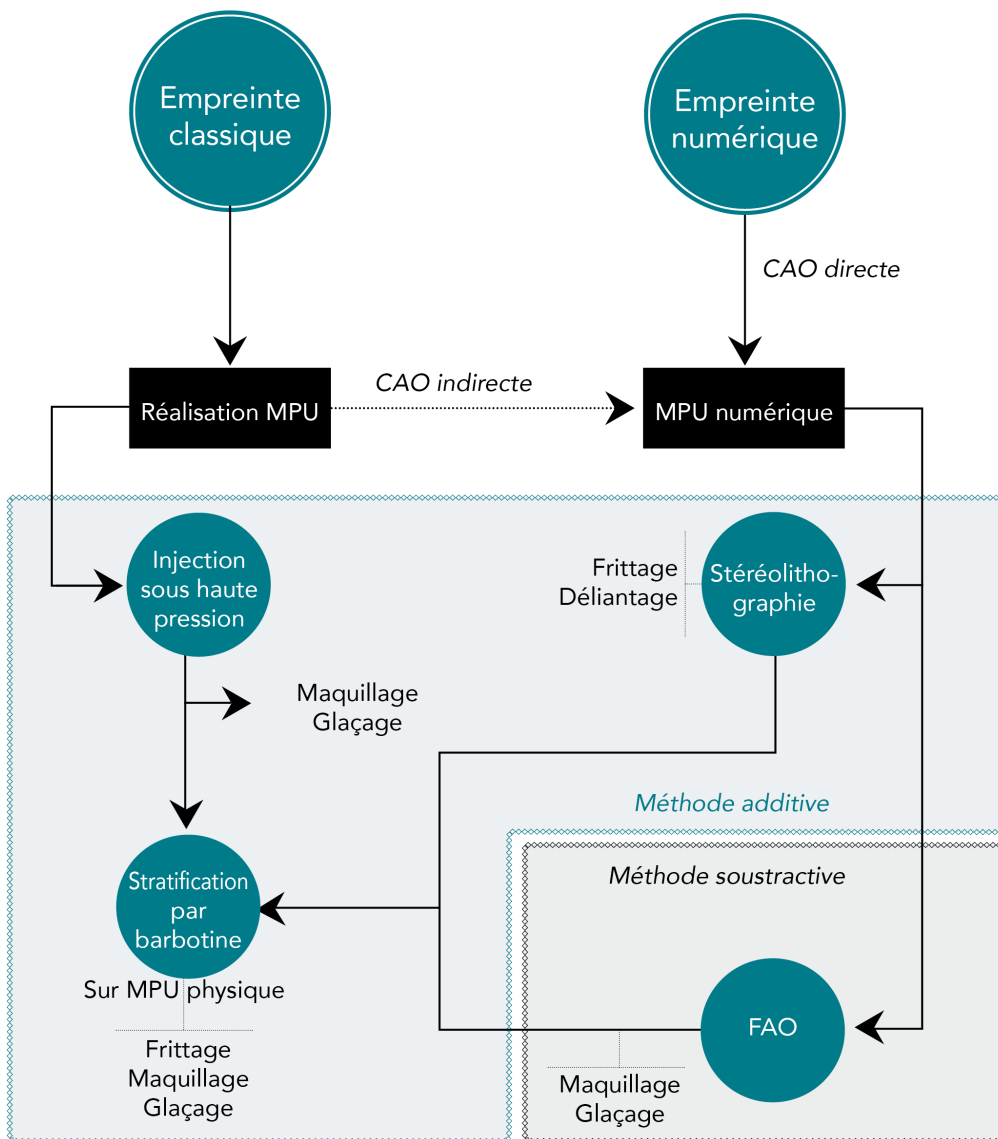 Empreinte
classique
Empreinte
numérique
CAO directe
CAO indirecte
Réalisation MPU
MPU numérique
Injection
sous haute
pression
Frittage
Déliantage
Stéréolitho-
graphie
Maquillage
Glaçage
Méthode additive
Méthode soustractive
Stratification
par
barbotine
Sur MPU physique
Frittage
Maquillage
Glaçage
FAO
Maquillage
Glaçage